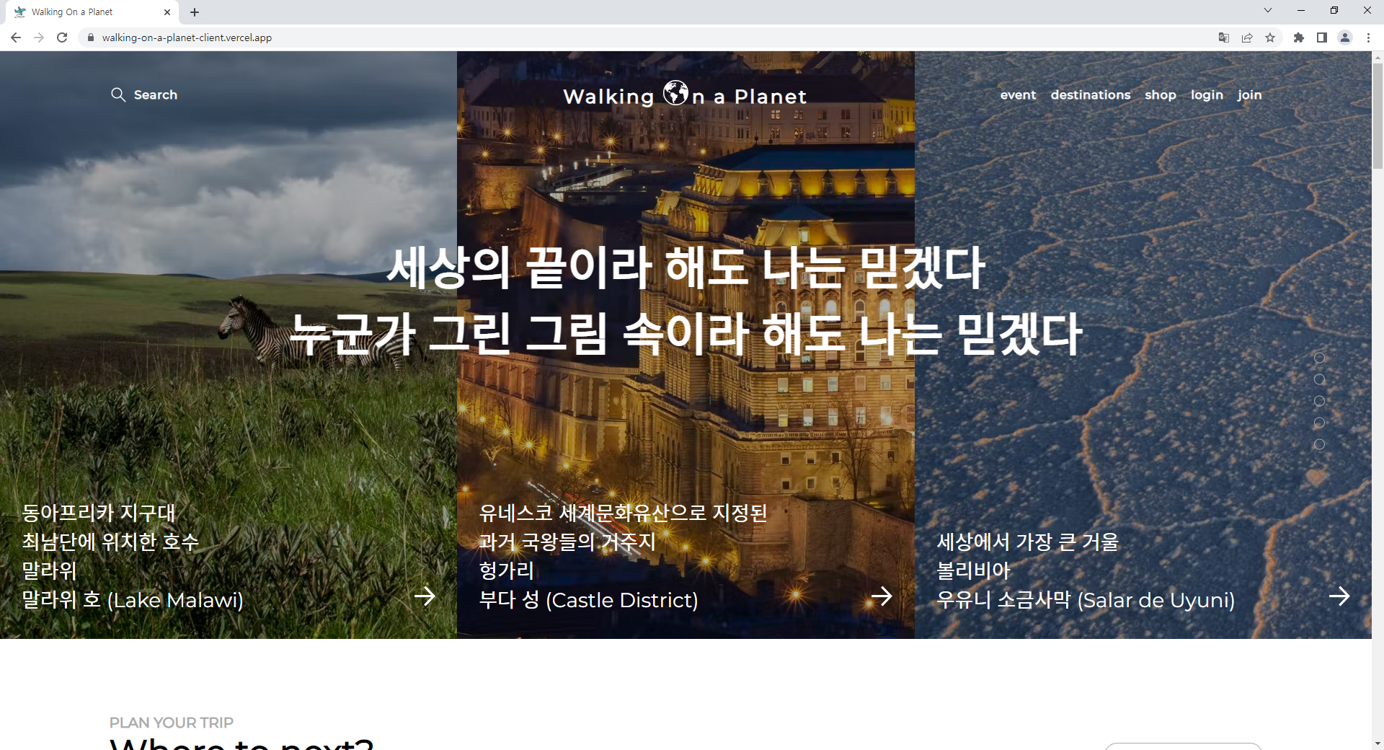 Walking On a Planet
walking-on-a-planet-client.vercel.app
Search
Walking n a Planet
event destinations shop login join
세상의 끝이라 해도 나는 믿겠다
누군가 그린 그림 속이라 해도 나는 믿겠다
동아프리카 지구대
최남단에 위치한 호수
말라위
말라위 호 (Lake Malawi)
유네스코 세계문화유산으로 지정된
과거 국왕들의 거주지
헝가리
부다 성 (Castle District)
세상에서 가장 큰 거울
볼리비아
우유니 소금사막 (Salar de Uyuni)
PLAN YOUR TRIP
Where to next?